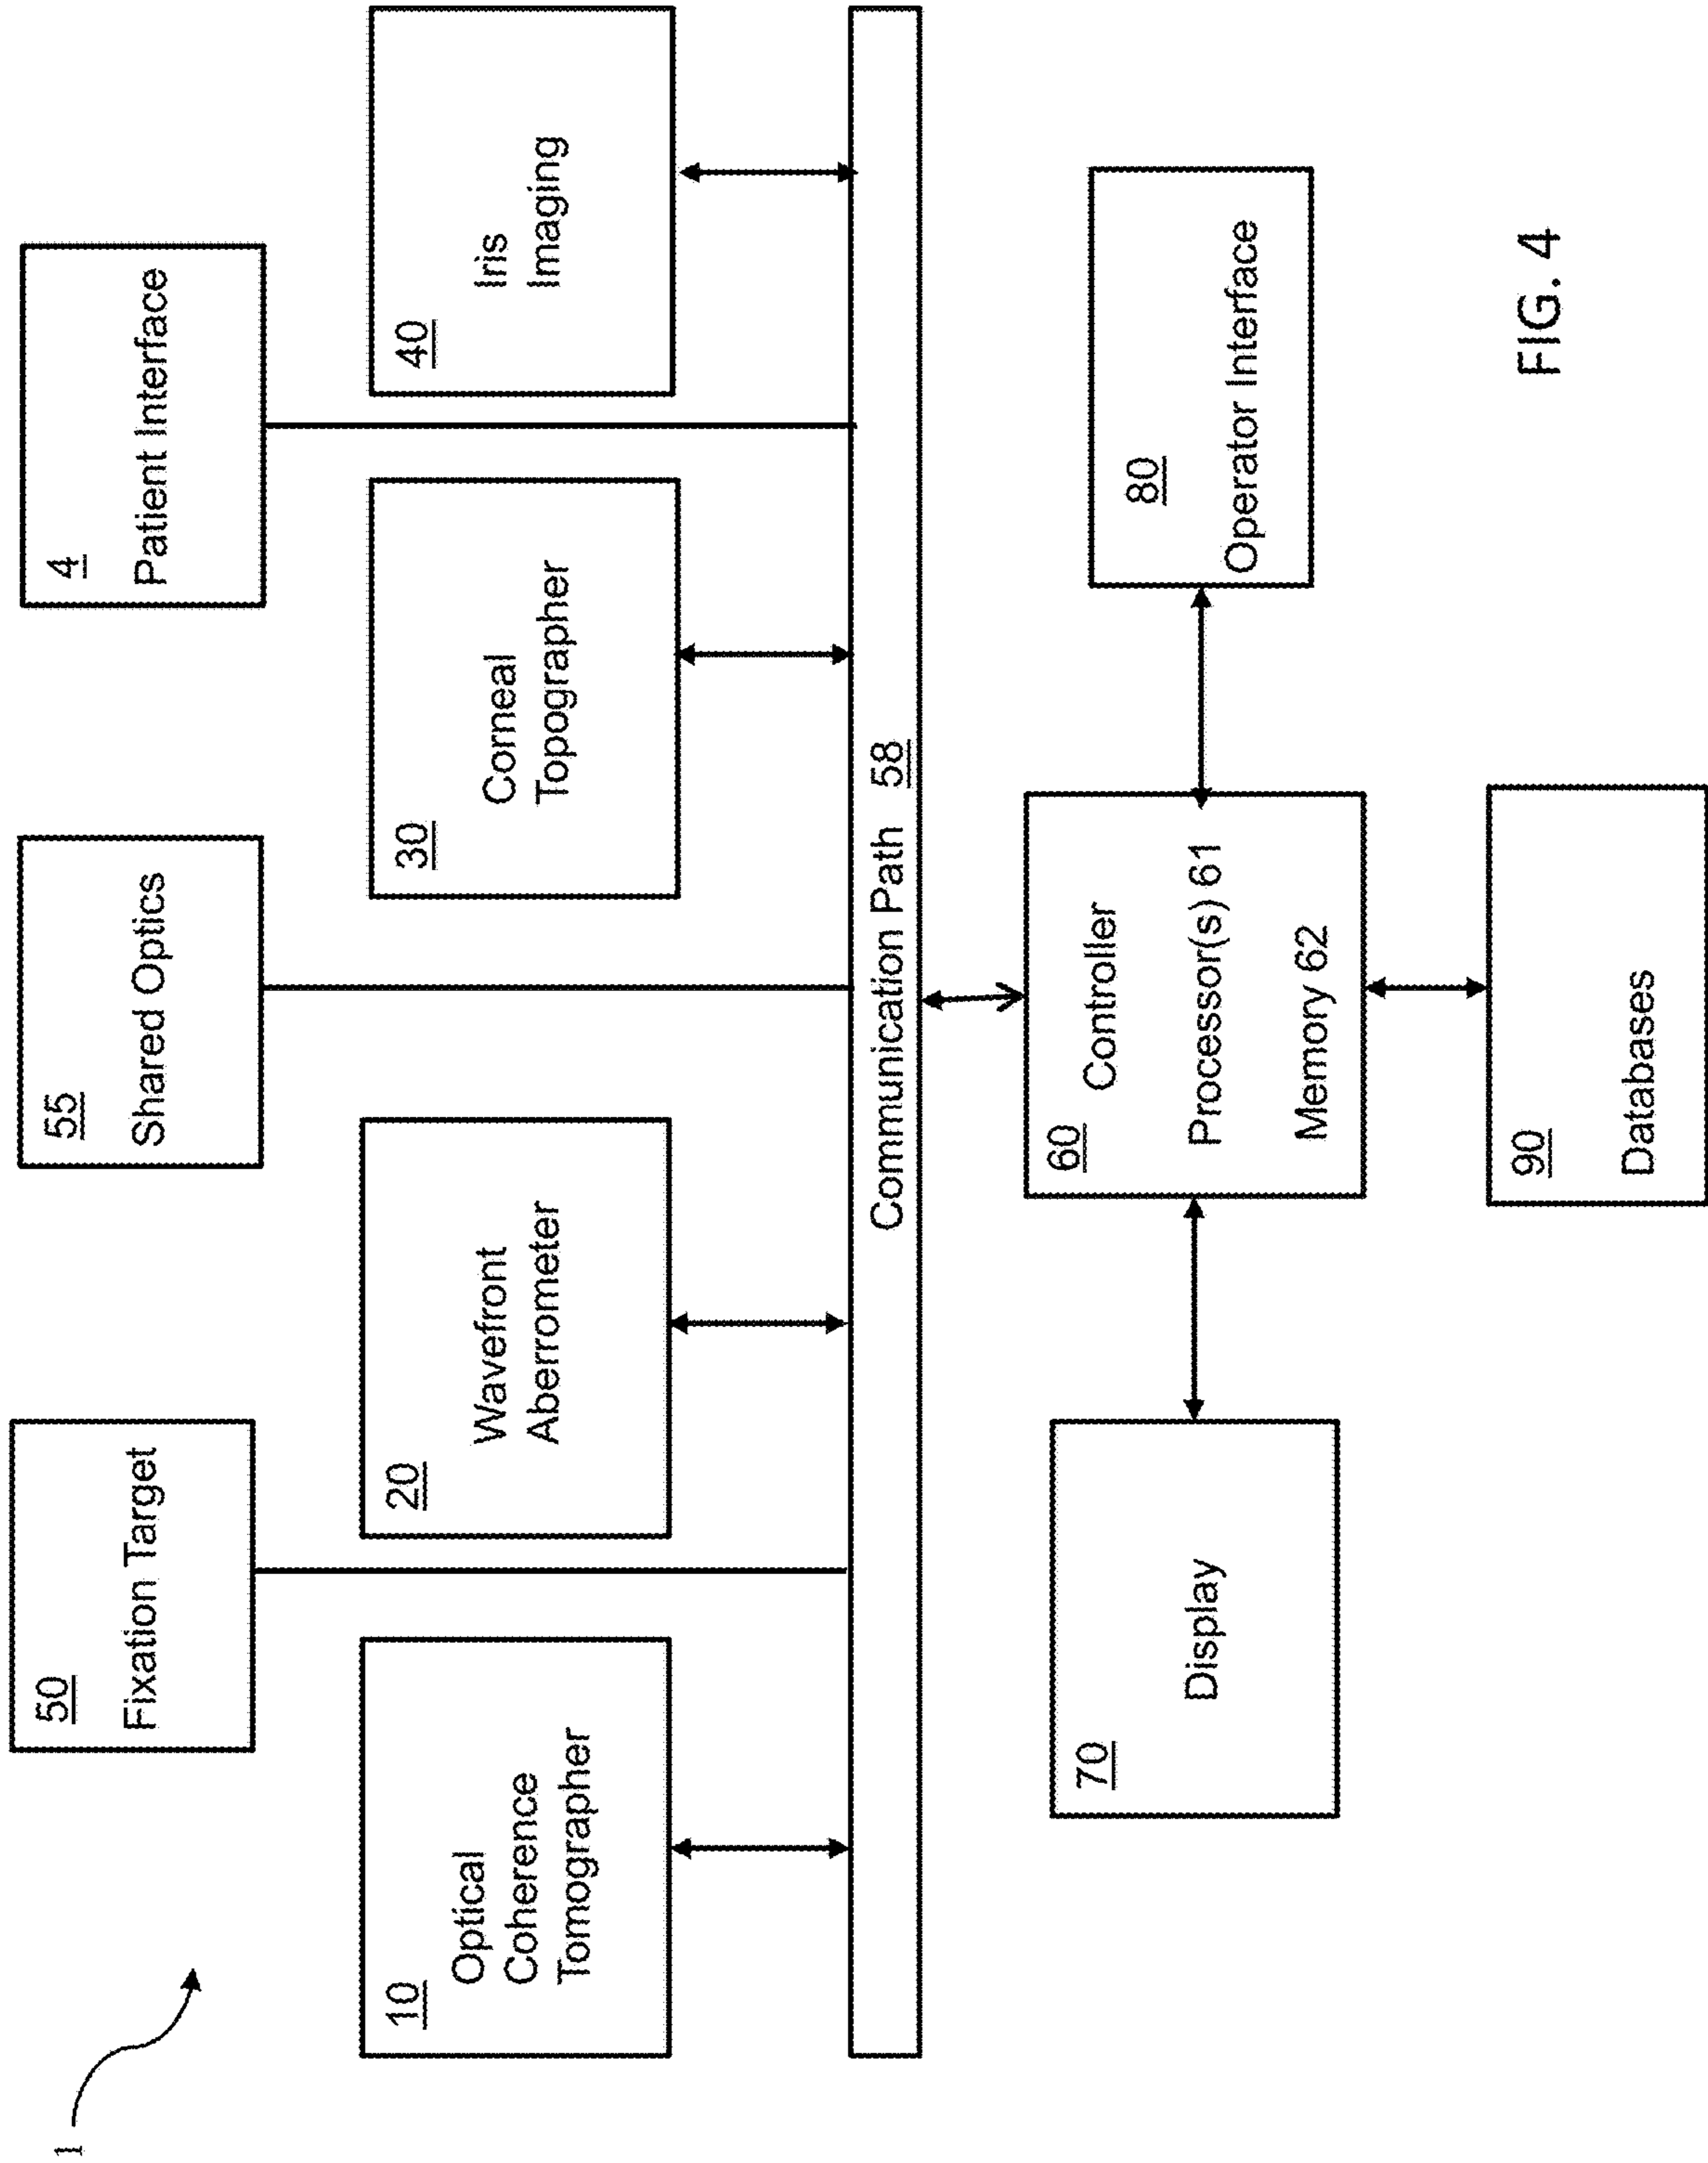 1
50
Fixation Target
55
Shared Optics
4
Patient Interface
10
Optical
Coherence
Tomographer
20
Wavefront
Aberrometer
30
Corneal
Topographer
40
Iris
Imaging
Communication Path 58
70
Display
60
Controller
Processor(s) 61
Memory 62
80
Operator Interface
90
Databases
FIG. 4